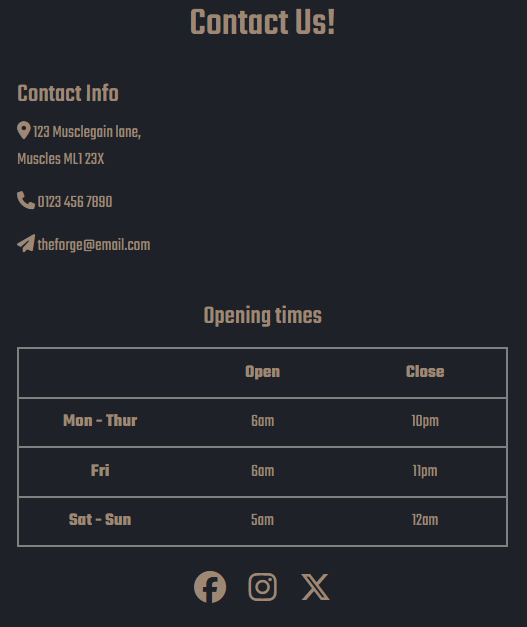 Contact Us!
Contact Info
123 Musclegain lane,
Muscles ML1 23X
0123 456 7890
theforge@email.com
Opening times
Open Close
Mon - Thur 6am 10pm
Fri 6am 11pm
Sat - Sun 5am 12am